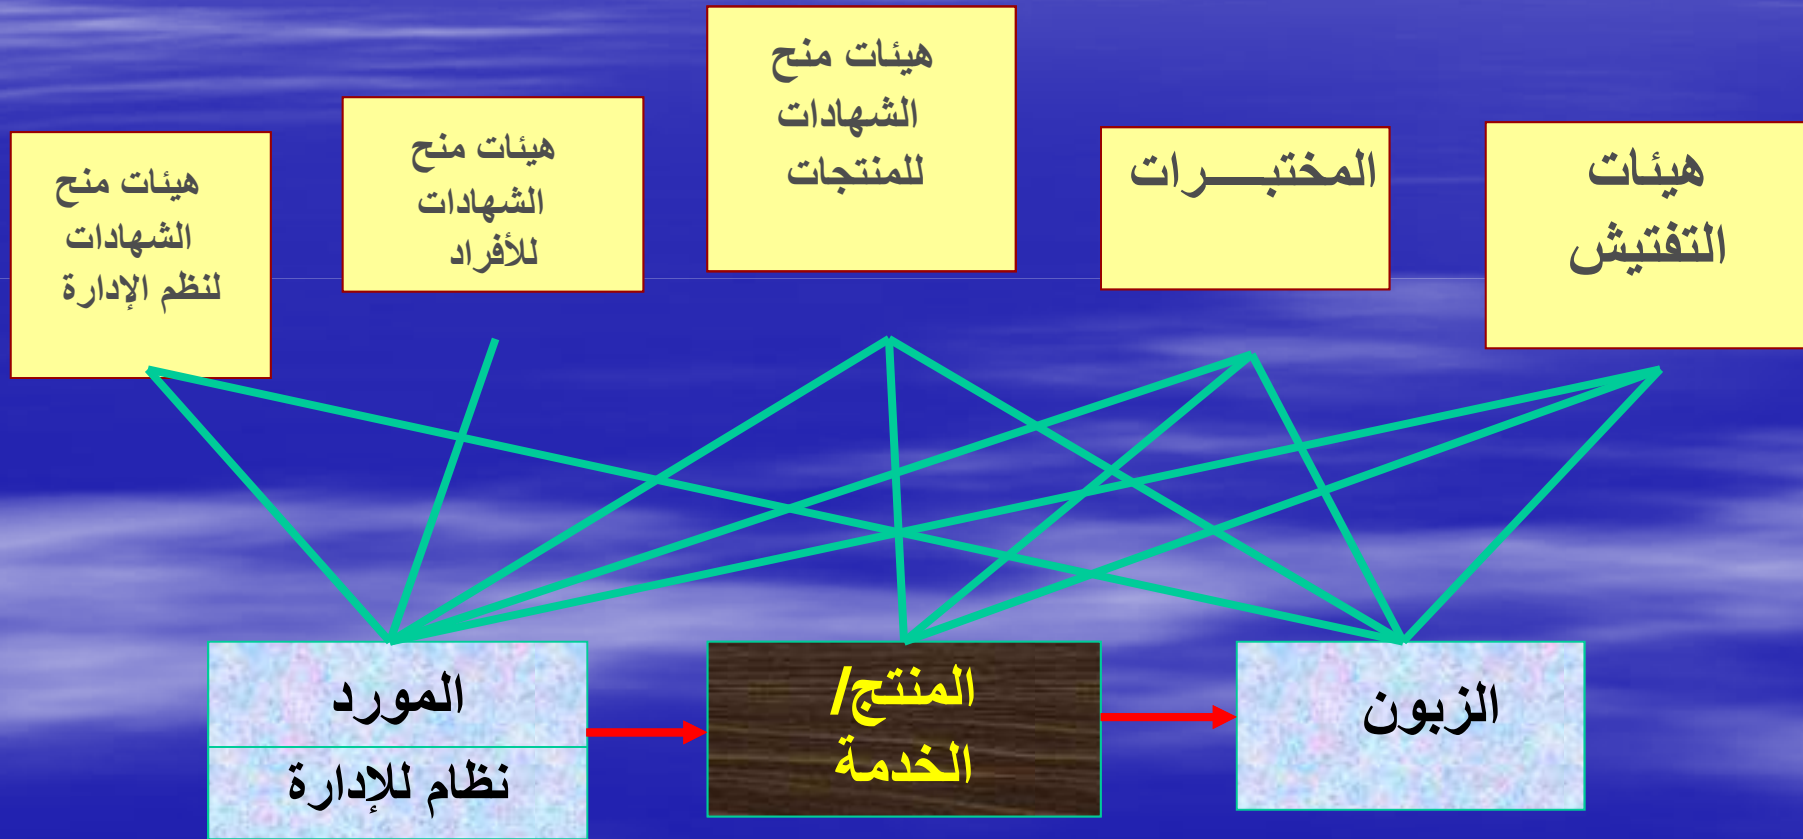 هيئات منح
الشهادات
للمنتجات
هيئات
التفتيش
المختبـــــرات
هيئات منح
الشهادات
للأفراد
هيئات منح
الشهادات
لنظم الإدارة
الزبون
المنتج/
الخدمة
المورد
نظام للإدارة